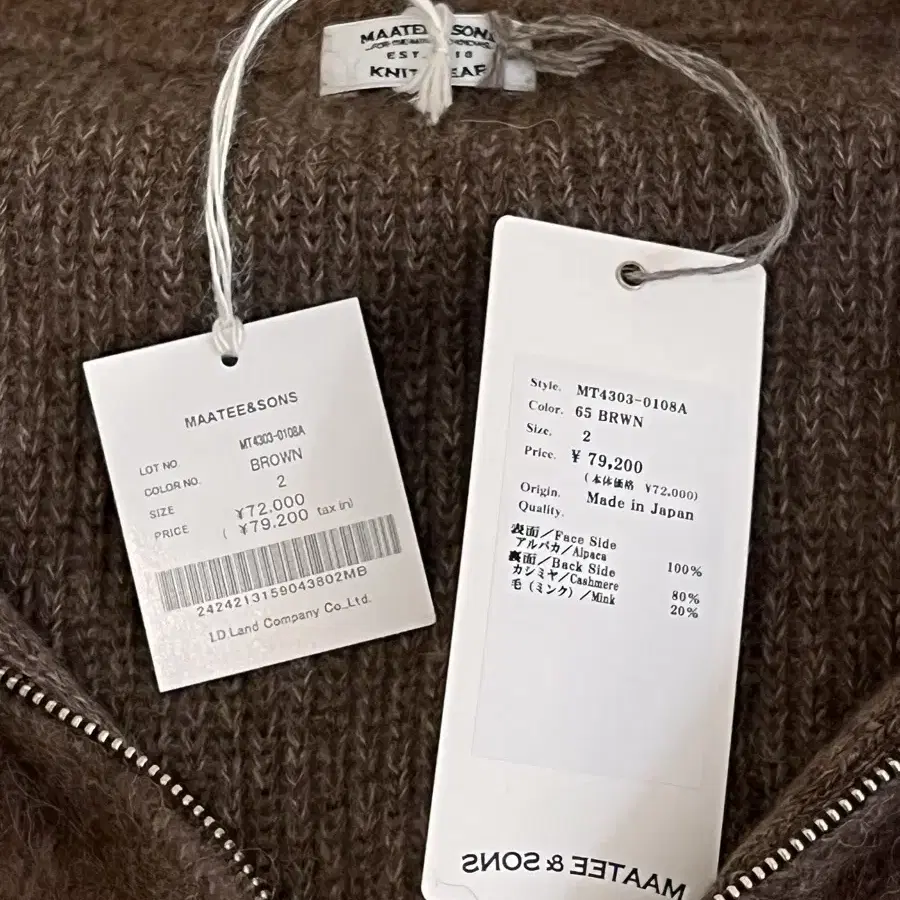 MAATEE & SONS
EST.
KNIT
MAATEE&SONS
LOT NO. MT4303-0108A
COLOR NO. BROWN
SIZE 2
PRICE ¥72,000
( ¥79,200 tax in)
2424213159043802MB
I.D.Land Company Co.,Ltd.
Style. MT4303-0108A
Color. 65 BRWN
Size. 2
Price. ¥ 79,200
(本体価格 ¥72,000)
Origin. Made in Japan
Quality.
表面/Face Side
アルパカ/Alpaca 100%
裏面/Back Side
カシミヤ/Cashmere 80%
毛(ミンク)/Mink 20%
MAATEE & SONS